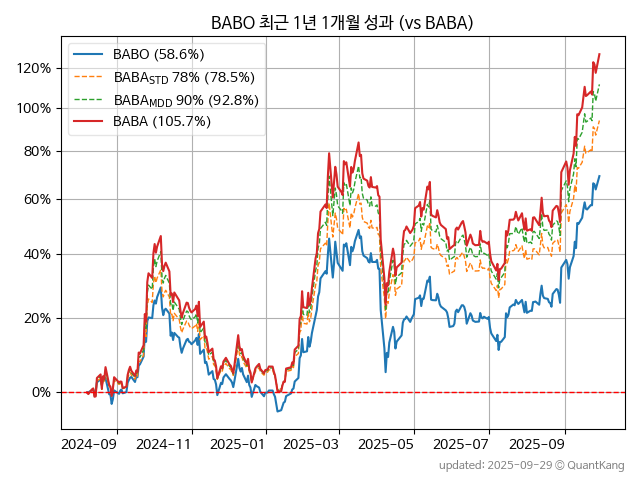 BABO 최근 1년 1개월 성과 (vs BABA)
BABO (58.6%)
BABA_STD 78% (78.5%)
BABA_MDD 90% (92.8%)
BABA (105.7%)
120%
100%
80%
60%
40%
20%
0%
2024-09 2024-11 2025-01 2025-03 2025-05 2025-07 2025-09
updated: 2025-09-29 © QuantKang